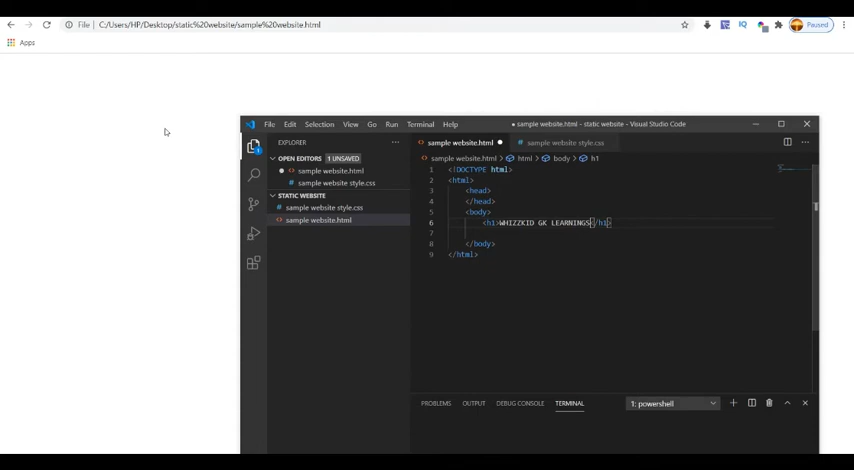 File
C:/Users/HP/Desktop/static%20website/sample%20website.html
IQ
Paused
Apps
File Edit Selection View Go Run Terminal Help
● sample website.html - static website - Visual Studio Code
EXPLORER
sample website.html
sample website style.css
OPEN EDITORS 1 UNSAVED
sample website.html > html > body > h1
sample website.html
# sample website style.css
STATIC WEBSITE
# sample website style.css
sample website.html
1 <!DOCTYPE html>
2 <html>
3 <head>
4 </head>
5 <body>
6 <h1>WHIZZKID GK LEARNINGS</h1>
7
8 </body>
9 </html>
1
PROBLEMS OUTPUT DEBUG CONSOLE TERMINAL
1: powershell